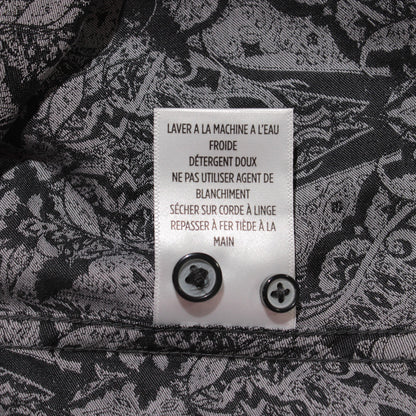 LAVER A LA MACHINE A L'EAU
FROIDE
DÉTERGENT DOUX
NE PAS UTILISER AGENT DE
BLANCHIMENT
SÉCHER SUR CORDE À LINGE
REPASSER À FER TIÈDE À LA
MAIN